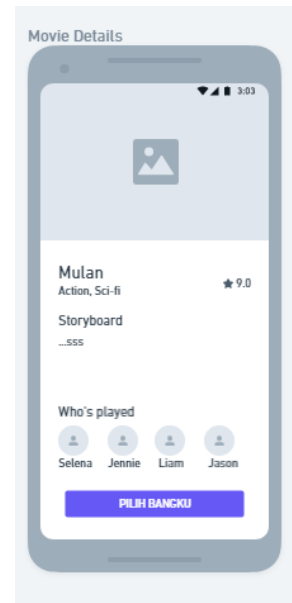 Movie Details
3:03
Mulan
Action, Sci-fi
9.0
Storyboard
...sss
Who's played
Selena Jennie Liam Jason
PILIH BANGKU